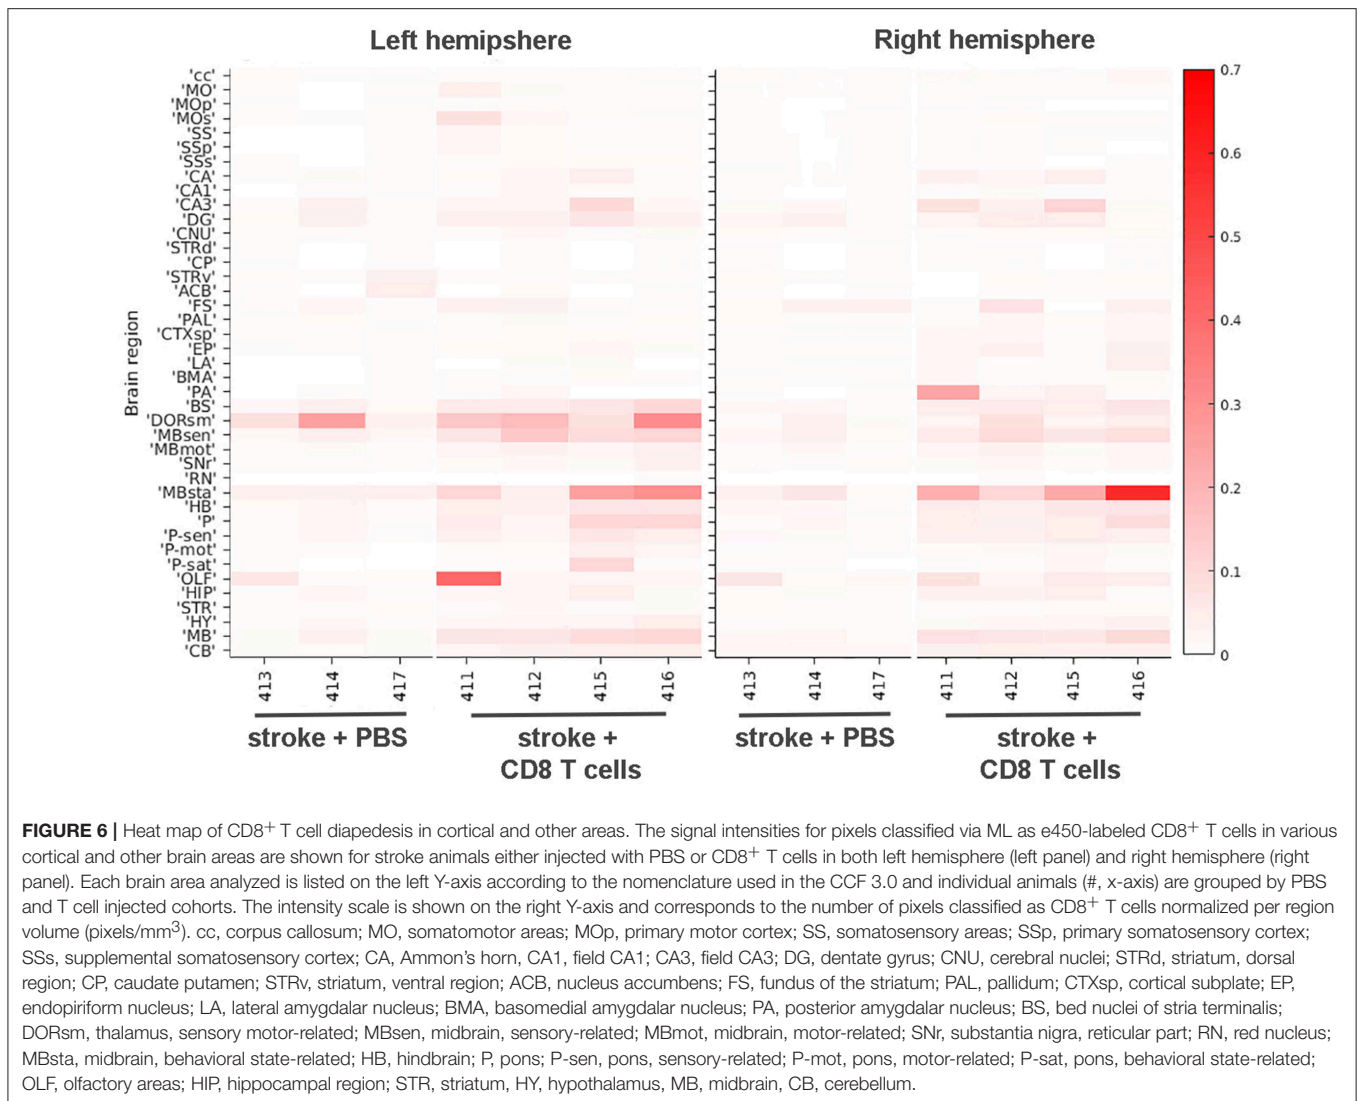 Left hemipshere
Right hemisphere
Brain region
'cc'
'MO'
'MOp'
'MOs'
'SS'
'SSp'
'SSs'
'CA'
'CA1'
'CA3'
'DG'
'CNU'
'STRd'
'CP'
'STRv'
'ACB'
'FS'
'PAL'
'CTXsp'
'EP'
'LA'
'BMA'
'PA'
'BS'
'DORsm'
'MBsen'
'MBmot'
'SNr'
'RN'
'MBsta'
'HB'
'P'
'P-sen'
'P-mot'
'P-sat'
'OLF'
'HIP'
'STR'
'HY'
'MB'
'CB'
0.7
0.6
0.5
0.4
0.3
0.2
0.1
0
413 414 417 411 412 415 416 413 414 417 411 412 415 416
stroke + PBS
stroke +
CD8 T cells
stroke + PBS
stroke +
CD8 T cells
FIGURE 6 | Heat map of CD8+ T cell diapedesis in cortical and other areas. The signal intensities for pixels classified via ML as e450-labeled CD8+ T cells in various
cortical and other brain areas are shown for stroke animals either injected with PBS or CD8+ T cells in both left hemisphere (left panel) and right hemisphere (right
panel). Each brain area analyzed is listed on the left Y-axis according to the nomenclature used in the CCF 3.0 and individual animals (#, x-axis) are grouped by PBS
and T cell injected cohorts. The intensity scale is shown on the right Y-axis and corresponds to the number of pixels classified as CD8+ T cells normalized per region
volume (pixels/mm3). cc, corpus callosum; MO, somatomotor areas; MOp, primary motor cortex; SS, somatosensory areas; SSp, primary somatosensory cortex;
SSs, supplemental somatosensory cortex; CA, Ammon's horn, CA1, field CA1; CA3, field CA3; DG, dentate gyrus; CNU, cerebral nuclei; STRd, striatum, dorsal
region; CP, caudate putamen; STRv, striatum, ventral region; ACB, nucleus accumbens; FS, fundus of the striatum; PAL, pallidum; CTXsp, cortical subplate; EP,
endopiriform nucleus; LA, lateral amygdalar nucleus; BMA, basomedial amygdalar nucleus; PA, posterior amygdalar nucleus; BS, bed nuclei of stria terminalis;
DORsm, thalamus, sensory motor-related; MBsen, midbrain, sensory-related; MBmot, midbrain, motor-related; SNr, substantia nigra, reticular part; RN, red nucleus;
MBsta, midbrain, behavioral state-related; HB, hindbrain; P, pons; P-sen, pons, sensory-related; P-mot, pons, motor-related; P-sat, pons, behavioral state-related;
OLF, olfactory areas; HIP, hippocampal region; STR, striatum, HY, hypothalamus, MB, midbrain, CB, cerebellum.